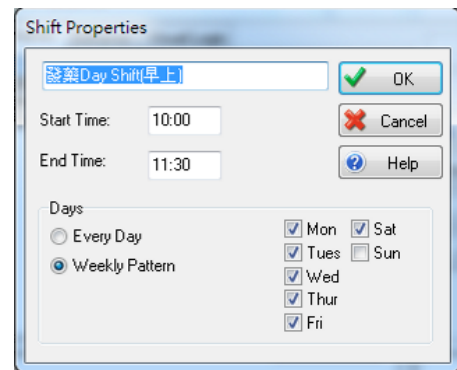 Shift Properties
發藥Day Shift(早上)
OK
Start Time: 10:00
Cancel
End Time: 11:30
Help
Days
Every Day
Weekly Pattern
Mon
Sat
Tues
Sun
Wed
Thur
Fri